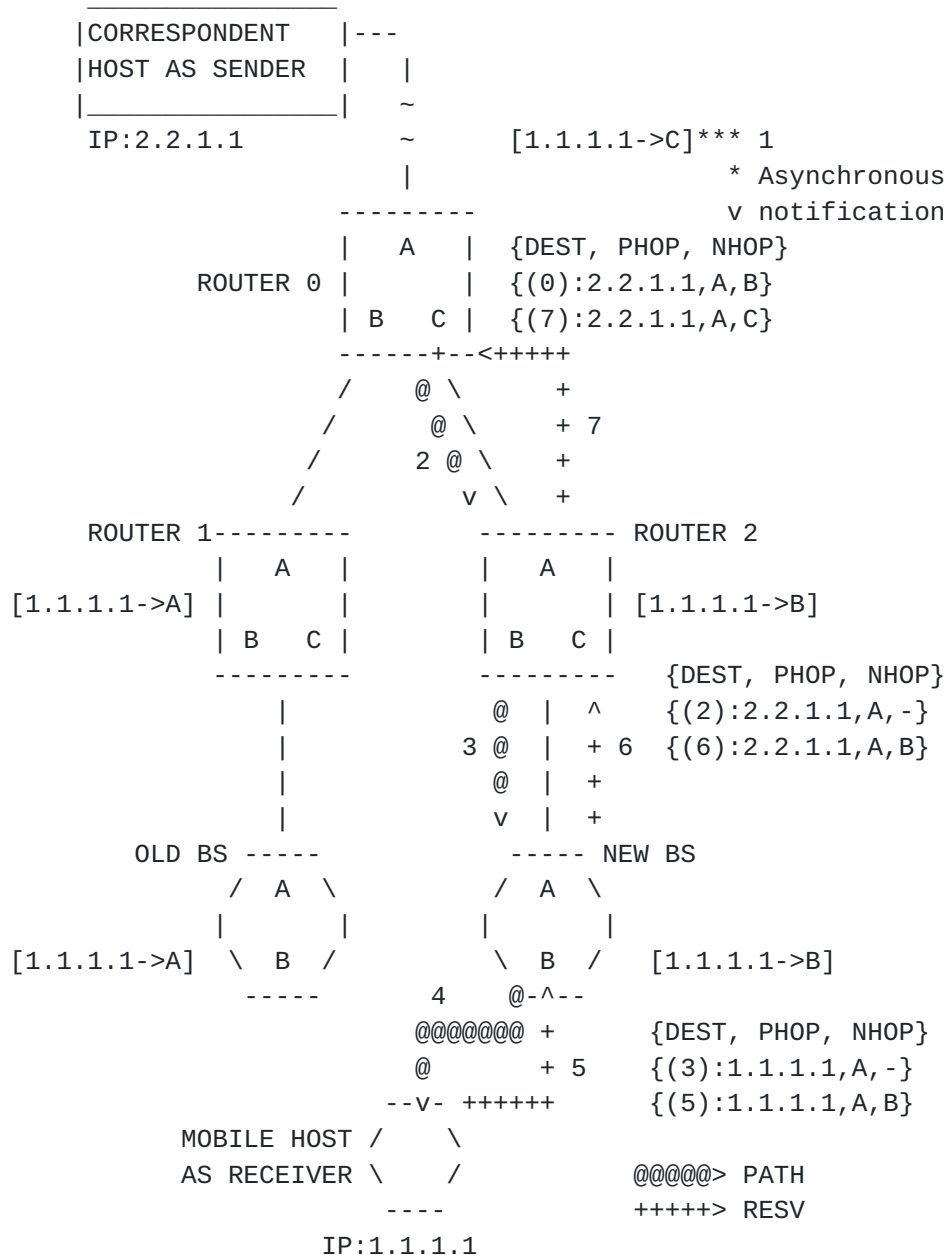 ________________
|CORRESPONDENT   |---
|HOST AS SENDER  |   |
|________________|   ~
IP:2.2.1.1 ~ [1.1.1.1->C]*** 1
| * Asynchronous
--------- v notification
| A | {DEST, PHOP, NHOP}
ROUTER 0 | | {(0):2.2.1.1,A,B}
| B C | {(7):2.2.1.1,A,C}
------+--<+++++
/ @ \ +
/ @ \ + 7
/ 2 @ \ +
/ v \ +
ROUTER 1--------- --------- ROUTER 2
| A | | A |
[1.1.1.1->A] | | | | [1.1.1.1->B]
| B C | | B C |
--------- --------- {DEST, PHOP, NHOP}
| @ | ^ {(2):2.2.1.1,A,-}
| 3 @ | + 6 {(6):2.2.1.1,A,B}
| @ | +
| v | +
OLD BS ----- ----- NEW BS
/ A \ / A \
| | | |
[1.1.1.1->A] \ B / \ B / [1.1.1.1->B]
----- 4 @-^--
@@@@@@@ + {DEST, PHOP, NHOP}
@ + 5 {(3):1.1.1.1,A,-}
--v- ++++++ {(5):1.1.1.1,A,B}
MOBILE HOST / \
AS RECEIVER \ / @@@@@> PATH
---- +++++> RESV
IP:1.1.1.1